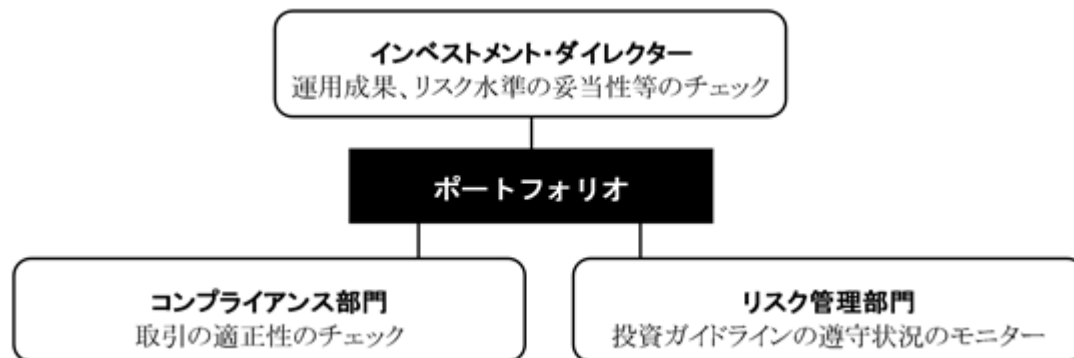 インベストメント・ダイレクター
運用成果、リスク水準の妥当性等のチェック
ポートフォリオ
コンプライアンス部門
取引の適正性のチェック
リスク管理部門
投資ガイドラインの遵守状況のモニター